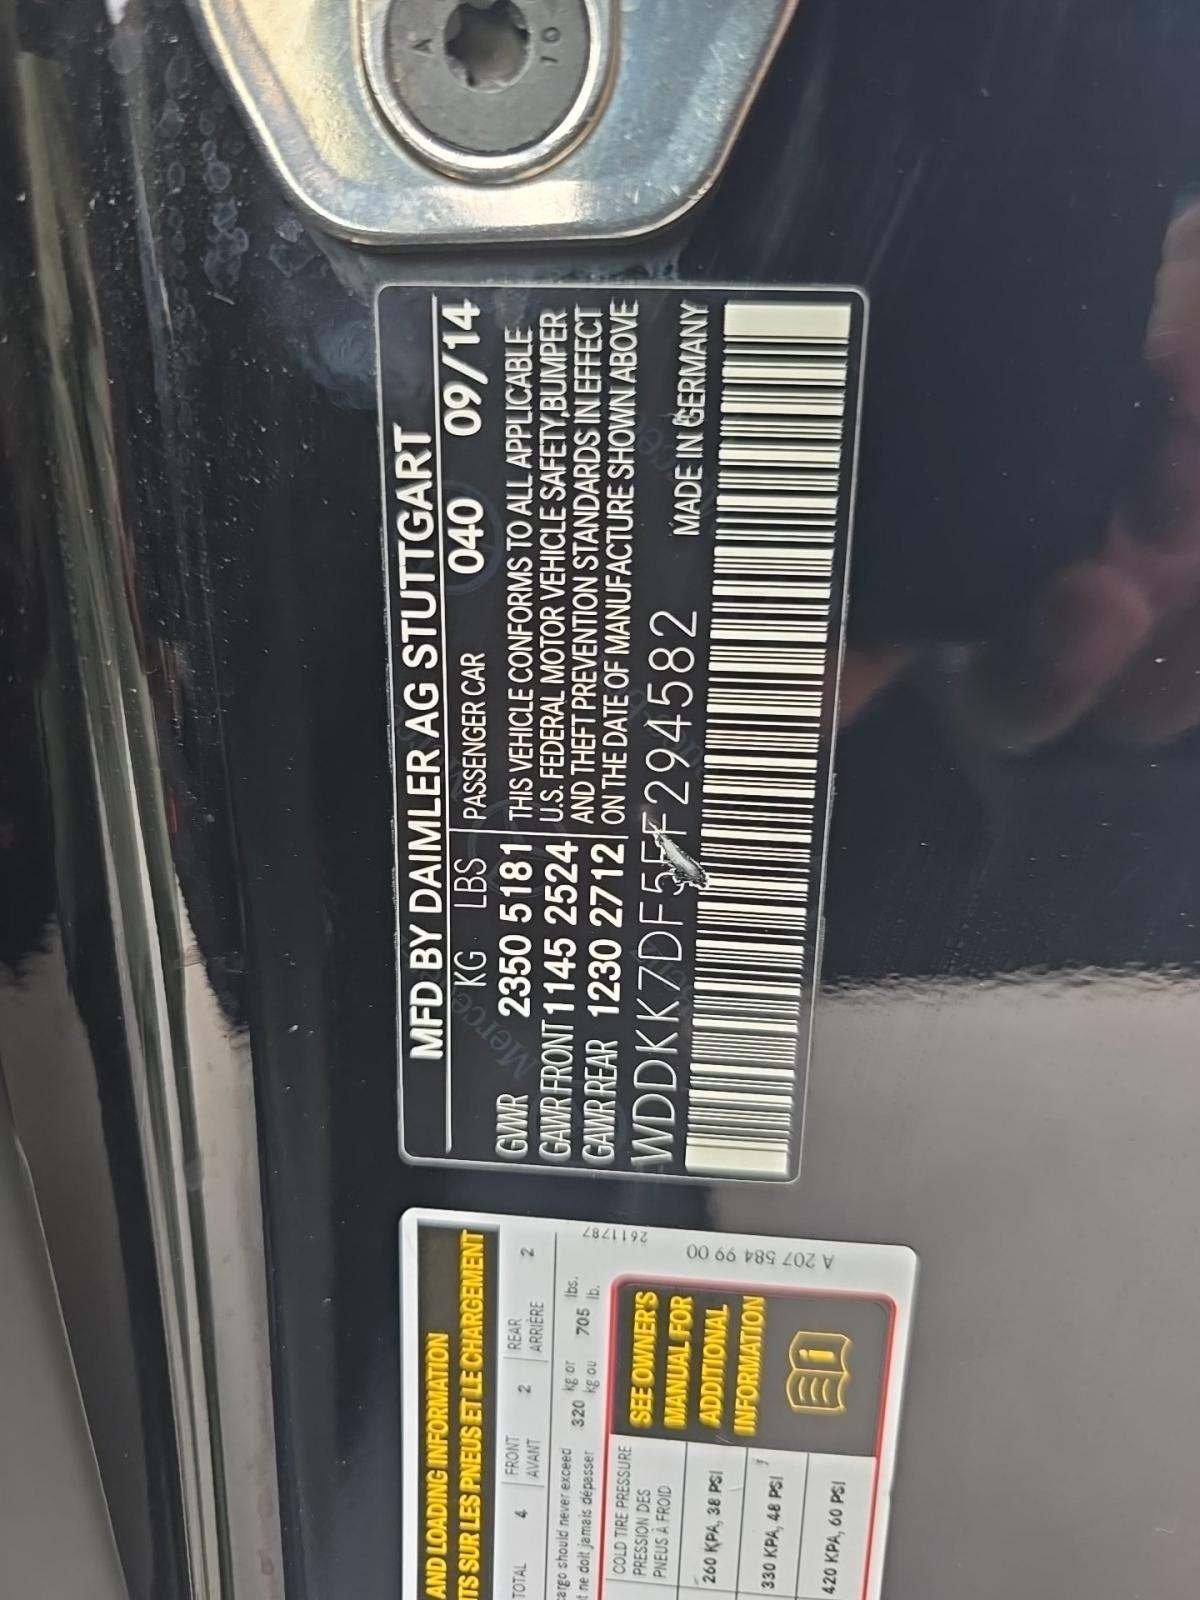 A
10
MFD BY DAIMLER AG STUTTGART
KG LBS PASSENGER CAR 040 09/14
GVWR 2350 5181 THIS VEHICLE CONFORMS TO ALL APPLICABLE
GAWR FRONT 1145 2524 U.S. FEDERAL MOTOR VEHICLE SAFETY,BUMPER
GAWR REAR 1230 2712 AND THEFT PREVENTION STANDARDS IN EFFECT
ON THE DATE OF MANUFACTURE SHOWN ABOVE
WDDKK7DF5FF294582
MADE IN GERMANY
AND LOADING INFORMATION
TS SUR LES PNEUS ET LE CHARGEMENT
TOTAL 4 FRONT 2 REAR 2
AVANT ARRIÈRE
cargo should never exceed 320 kg or 705 lbs.
t ne doit jamais dépasser kg ou lb.
COLD TIRE PRESSURE
PRESSION DES
PNEUS À FROID
260 KPA, 38 PSI
330 KPA, 48 PSI
420 KPA, 60 PSI
SEE OWNER'S
MANUAL FOR
ADDITIONAL
INFORMATION
i
2611787
A 207 584 99 00